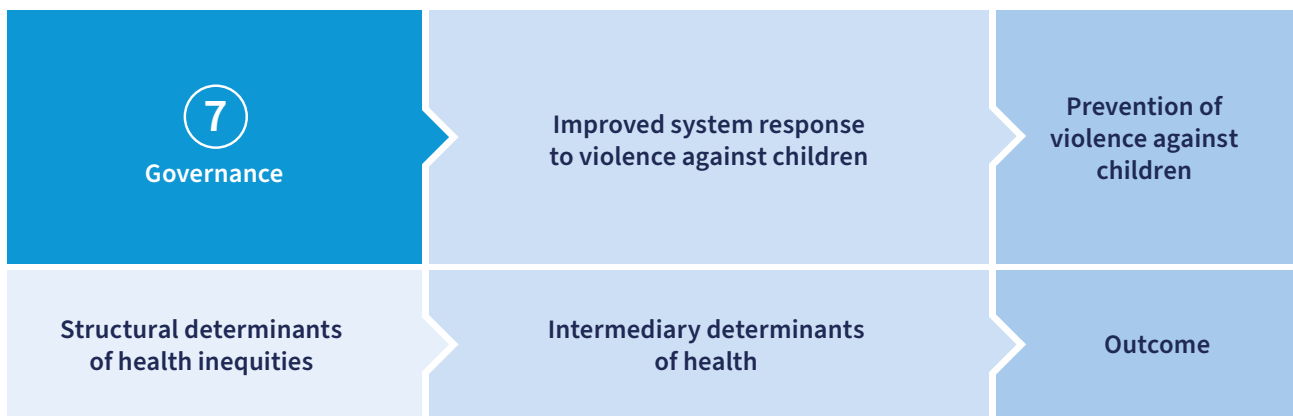 7
Governance
Improved system response
to violence against children
Prevention of
violence against
children
Structural determinants
of health inequities
Intermediary determinants
of health
Outcome